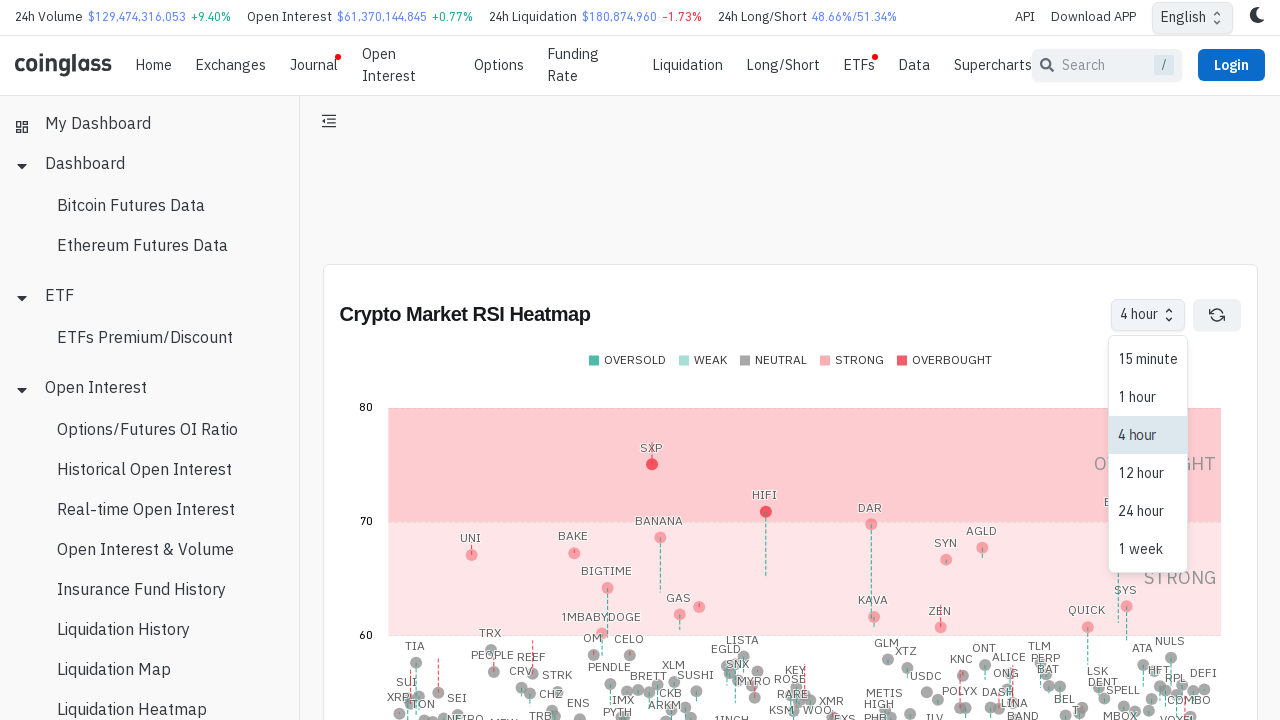 24h Volume $129,474,316,053 +9.40% Open Interest $61,370,144,845 +0.77% 24h Liquidation $180,874,960 -1.73% 24h Long/Short 48.66%/51.34% API Download APP English
coinglass Home Exchanges Journal Open Interest Options Funding Rate Liquidation Long/Short ETFs Data Supercharts Search / Login
My Dashboard
Dashboard
Bitcoin Futures Data
Ethereum Futures Data
ETF
ETFs Premium/Discount
Open Interest
Options/Futures OI Ratio
Historical Open Interest
Real-time Open Interest
Open Interest & Volume
Insurance Fund History
Liquidation History
Liquidation Map
Liquidation Heatmap
Crypto Market RSI Heatmap
4 hour
15 minute
1 hour
4 hour
12 hour
24 hour
1 week
OVERSOLD WEAK NEUTRAL STRONG OVERBOUGHT
80
SXP
HIFI
DAR
70
BANANA
UNI
BAKE
AGLD
SYN
BIGTIME
STRONG
GAS
KAVA
SYS
1MBABYDOGE
ZEN
QUICK
60
TRX
OM
CELO
LISTA
TIA
GLM
ONT
TLM
ATA
NULS
PEOPLE
REEF
EGLD
XTZ
KNC
ALICE
PERP
CRV
STRK
PENDLE
XLM
SNX
KEY
USDC
ONG
BAT
LSK
HFT
RPL
DEFI
SUI
BRETT
SUSHI
MYRO
ROSE
DENT
XRP
TON
SEI
CHZ
ENS
IMX
CKB
RARE
XMR
METIS
POLYX
DASH
LINA
BEL
SPELL
COMBO
ARKM
PYTH
KSM
WOO
HIGH
BAND
MBOX
TRB
1INCH